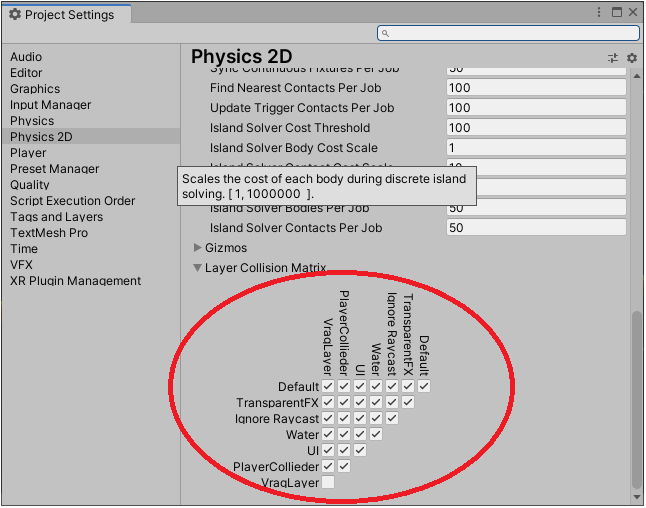 Project Settings
Physics 2D
Audio
Editor
Graphics
Input Manager
Physics
Physics 2D
Player
Preset Manager
Quality
Script Execution Order
Tags and Layers
TextMesh Pro
Time
VFX
XR Plugin Management
Sync Continuous Fixtures Per Job 50
Find Nearest Contacts Per Job 100
Update Trigger Contacts Per Job 100
Island Solver Cost Threshold 100
Island Solver Body Cost Scale 1
Island Solver Contact Cost Scale 10
Scales the cost of each body during discrete island
solving. [ 1, 1000000 ].
Island Solver Bodies Per Job 50
Island Solver Contacts Per Job 50
Gizmos
Layer Collision Matrix
VragLayer
PlayerCollieder
UI
Water
Ignore Raycast
TransparentFX
Default
Default
TransparentFX
Ignore Raycast
Water
UI
PlayerCollieder
VragLayer